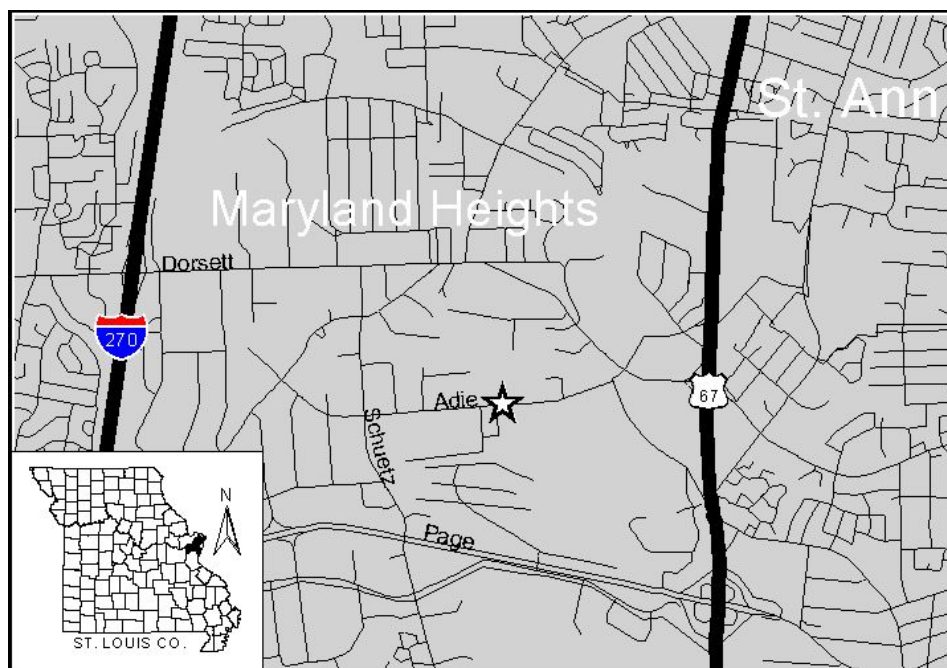 St. Ann
Maryland Heights
Dorsett
270
67
Adie
Schuetz
Page
N
ST. LOUIS CO.